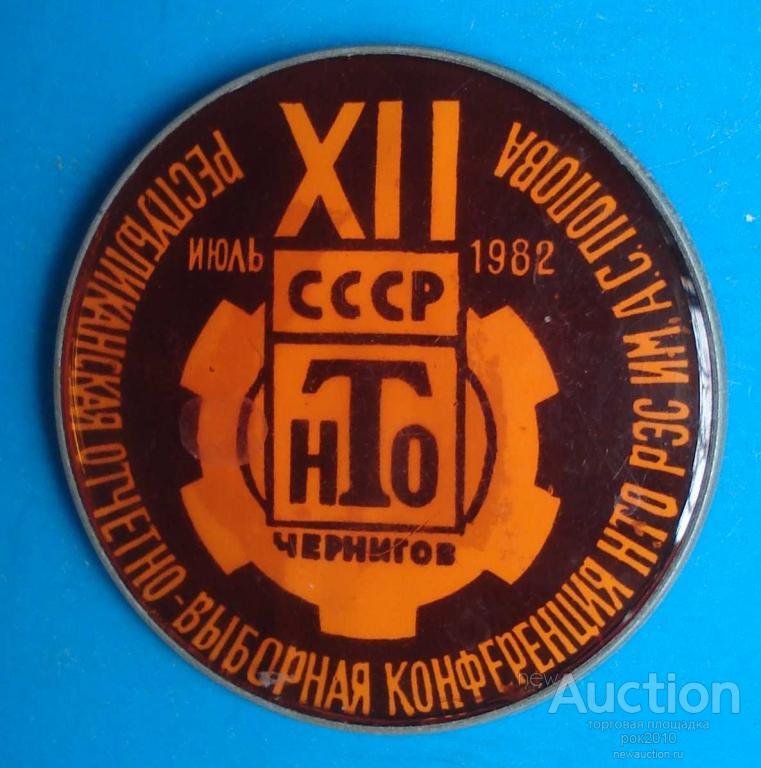 XII
РЕСПУБЛИКАНСКАЯ ОТЧЕТНО-ВЫБОРНАЯ КОНФЕРЕНЦИЯ НТО РЭС ИМ. А.С. ПОПОВА
ИЮЛЬ 1982
СССР
НТО
ЧЕРНИГОВ
newAuction
торговая площадка
рок2010
newauction.ru